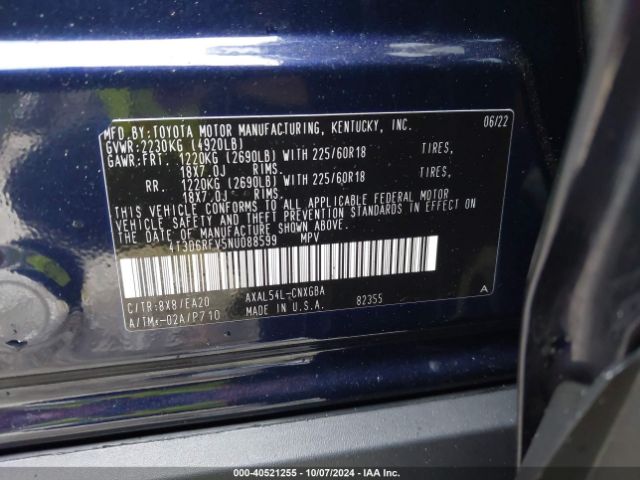 MFD.BY:TOYOTA MOTOR MANUFACTURING, KENTUCKY, INC. 06/22
GVWR:2230KG (4920LB)
GAWR:FRT. 1220KG (2690LB) WITH 225/60R18 TIRES,
18X7.0J RIMS.
RR. 1220KG (2690LB) WITH 225/60R18 TIRES,
18X7.0J RIMS.
THIS VEHICLE CONFORMS TO ALL APPLICABLE FEDERAL MOTOR
VEHICLE SAFETY AND THEFT PREVENTION STANDARDS IN EFFECT ON
THE DATE OF MANUFACTURE SHOWN ABOVE.
4T3D6RFV5NU088599 MPV
C/TR:8X8/EA20 AXAL54L-CNXGBA A
A/TM:-02A/P710 MADE IN U.S.A. 82355
000-40521255 - 10/07/2024 - IAA Inc.